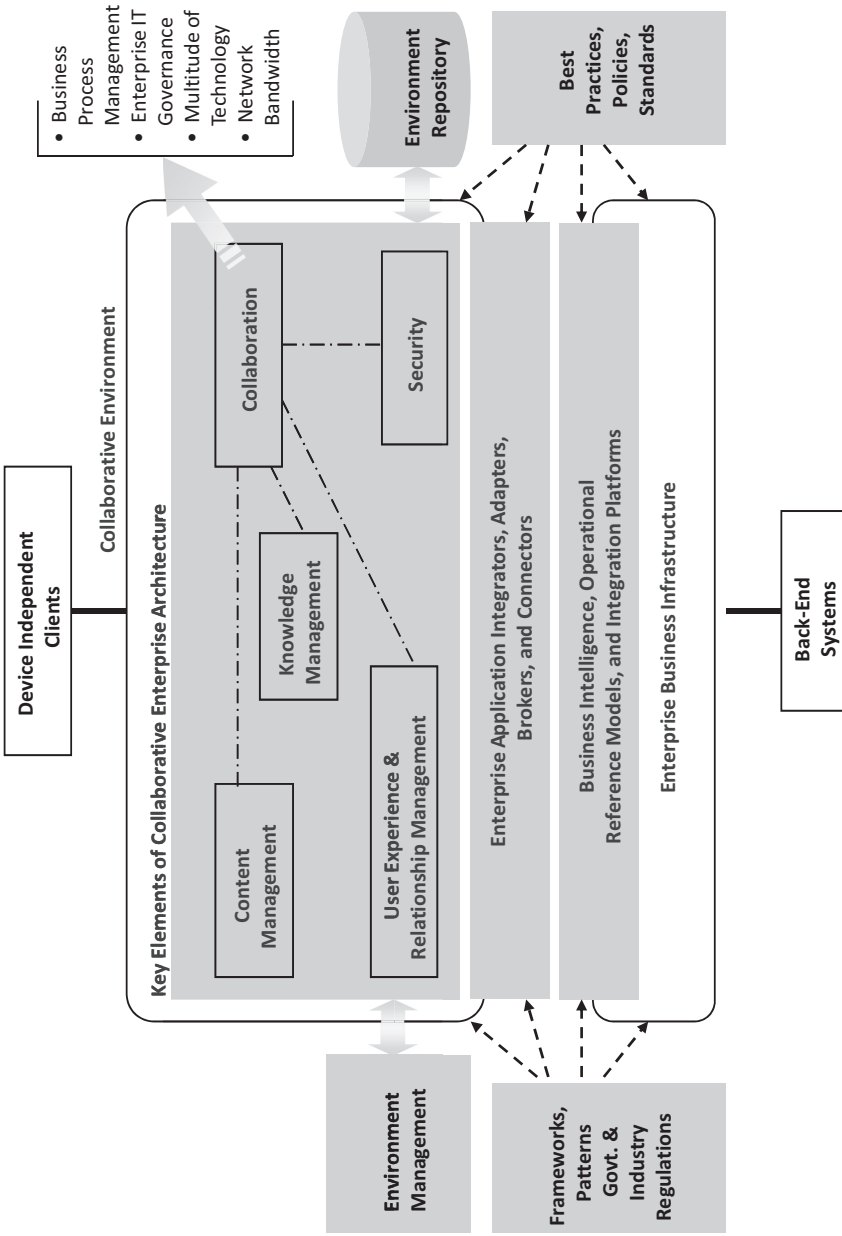 Device Independent
Clients
Collaborative Environment
• Business
Process
Management
• Enterprise IT
Governance
• Multitude of
Technology
• Network
Bandwidth
Key Elements of Collaborative Enterprise Architecture
Content
Management
Collaboration
Knowledge
Management
User Experience &
Relationship Management
Security
Environment
Management
Environment
Repository
Enterprise Application Integrators, Adapters,
Brokers, and Connectors
Business Intelligence, Operational
Reference Models, and Integration Platforms
Enterprise Business Infrastructure
Frameworks,
Patterns
Govt. &
Industry
Regulations
Best
Practices,
Policies,
Standards
Back-End
Systems